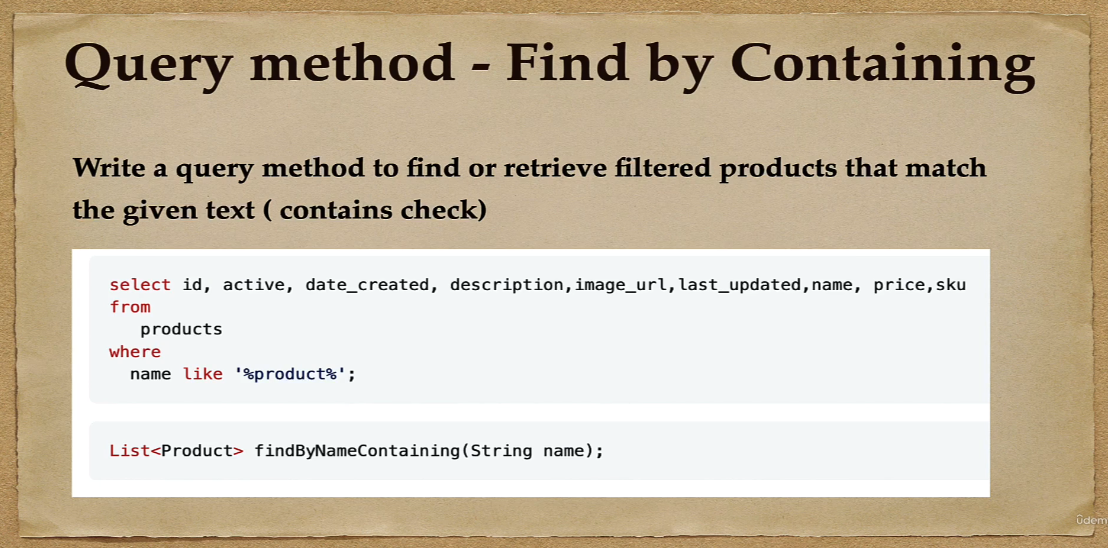 Query method - Find by Containing
Write a query method to find or retrieve filtered products that match
the given text ( contains check)
select id, active, date_created, description,image_url,last_updated,name, price,sku
from
products
where
name like '%product%';
List<Product> findByNameContaining(String name);